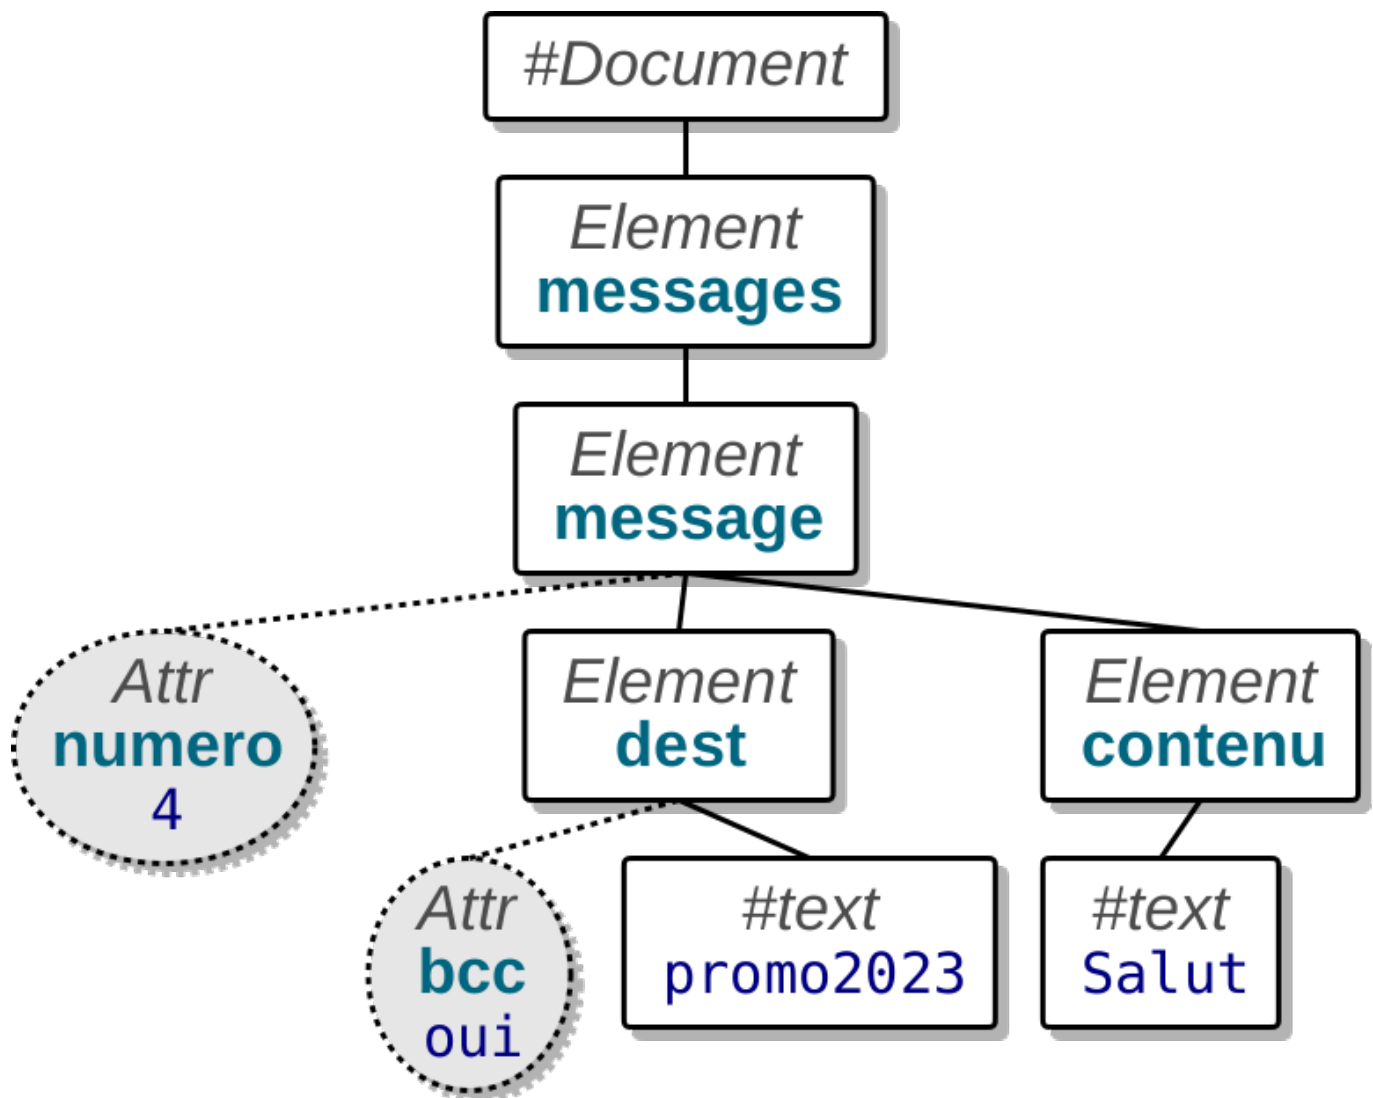 #Document
Element
messages
Element
message
Attr
numero
4
Element
dest
Element
contenu
Attr
bcc
oui
#text
promo2023
#text
Salut